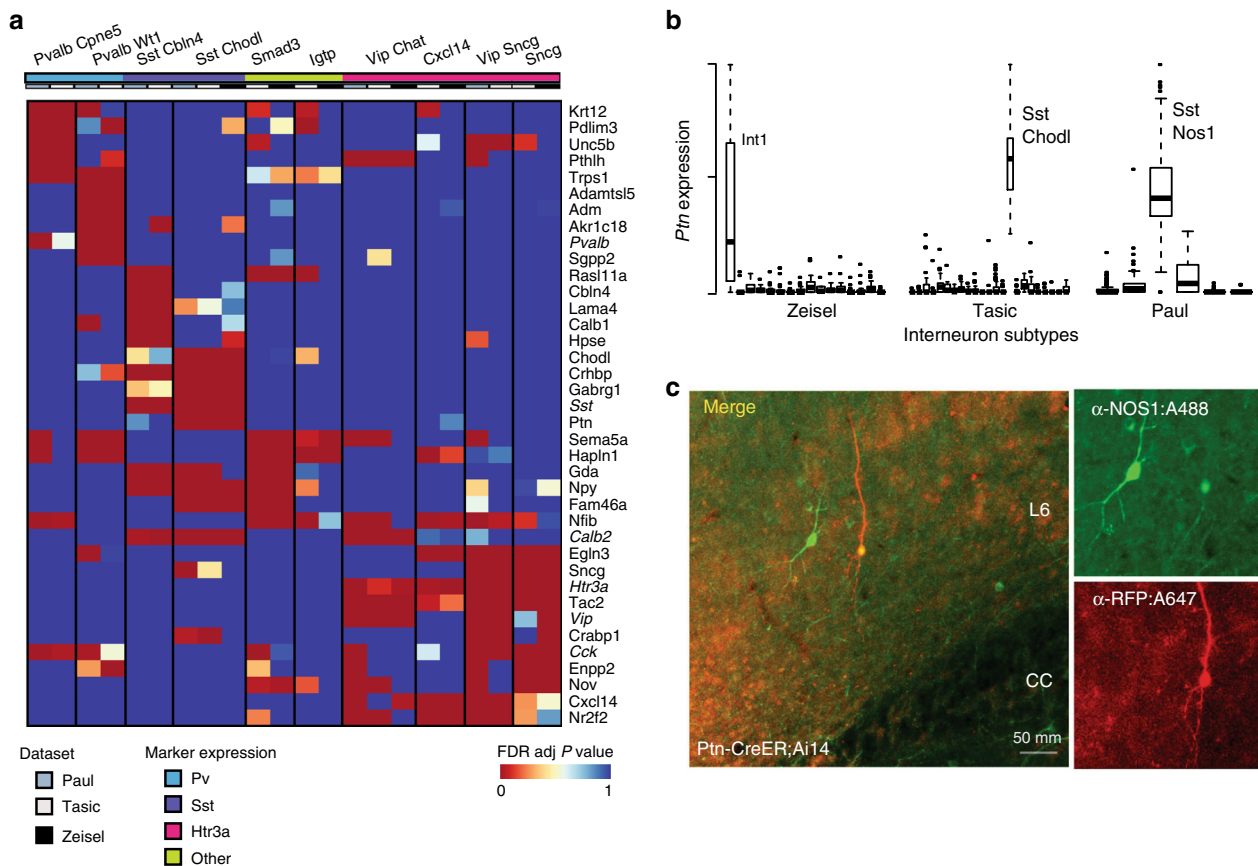 a
Pvalb Cpne5
Pvalb Wt1
Sst Cbln4
Sst Chodl
Smad3
Igtp
Vip Chat
Cxcl14
Vip Sncg
Sncg
Krt12
Pdlim3
Unc5b
Pthlh
Trps1
Adamtsl5
Adm
Akr1c18
Pvalb
Sgpp2
Rasl11a
Cbln4
Lama4
Calb1
Hpse
Chodl
Crhbp
Gabrg1
Sst
Ptn
Sema5a
Hapln1
Gda
Npy
Fam46a
Nfib
Calb2
Egln3
Sncg
Htr3a
Tac2
Vip
Crabp1
Cck
Enpp2
Nov
Cxcl14
Nr2f2
Dataset
Paul
Tasic
Zeisel
Marker expression
Pv
Sst
Htr3a
Other
FDR adj P value
0 1
b
Ptn expression
Int1
Sst
Chodl
Sst
Nos1
Zeisel Tasic Paul
Interneuron subtypes
c
Merge
L6
CC
50 mm
Ptn-CreER;Ai14
α-NOS1:A488
α-RFP:A647